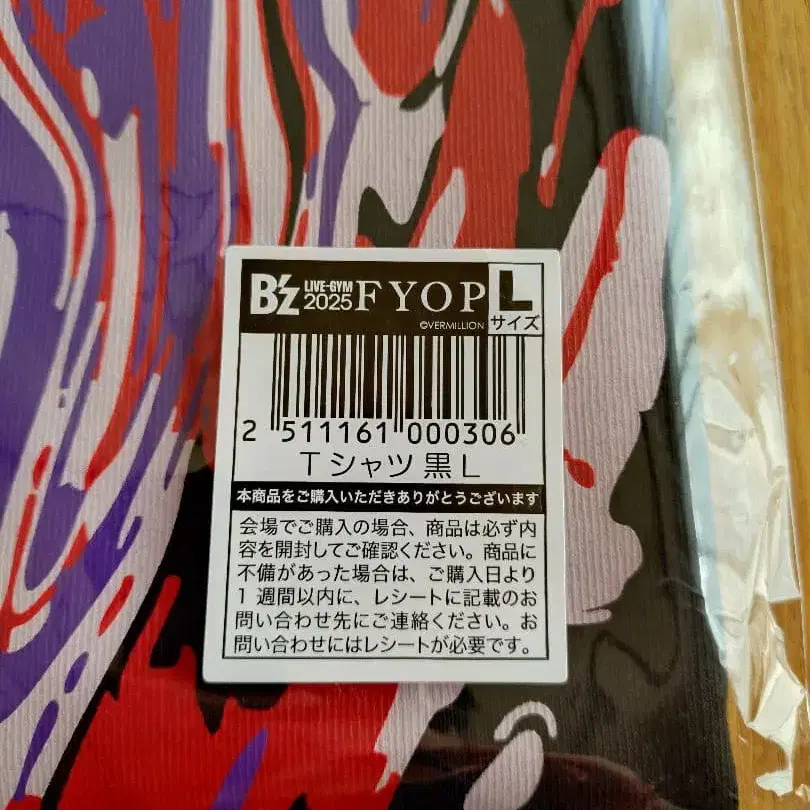 B'z LIVE-GYM 2025 FYOP L
©VERMILLION サイズ
2 511161 000306
Tシャツ 黒 L
本商品をご購入いただきありがとうございます
会場でご購入の場合、商品は必ず内
容を開封してご確認ください。商品に
不備があった場合は、ご購入日より
1 週間以内に、レシートに記載のお
問い合わせ先にご連絡ください。お
問い合わせにはレシートが必要です。